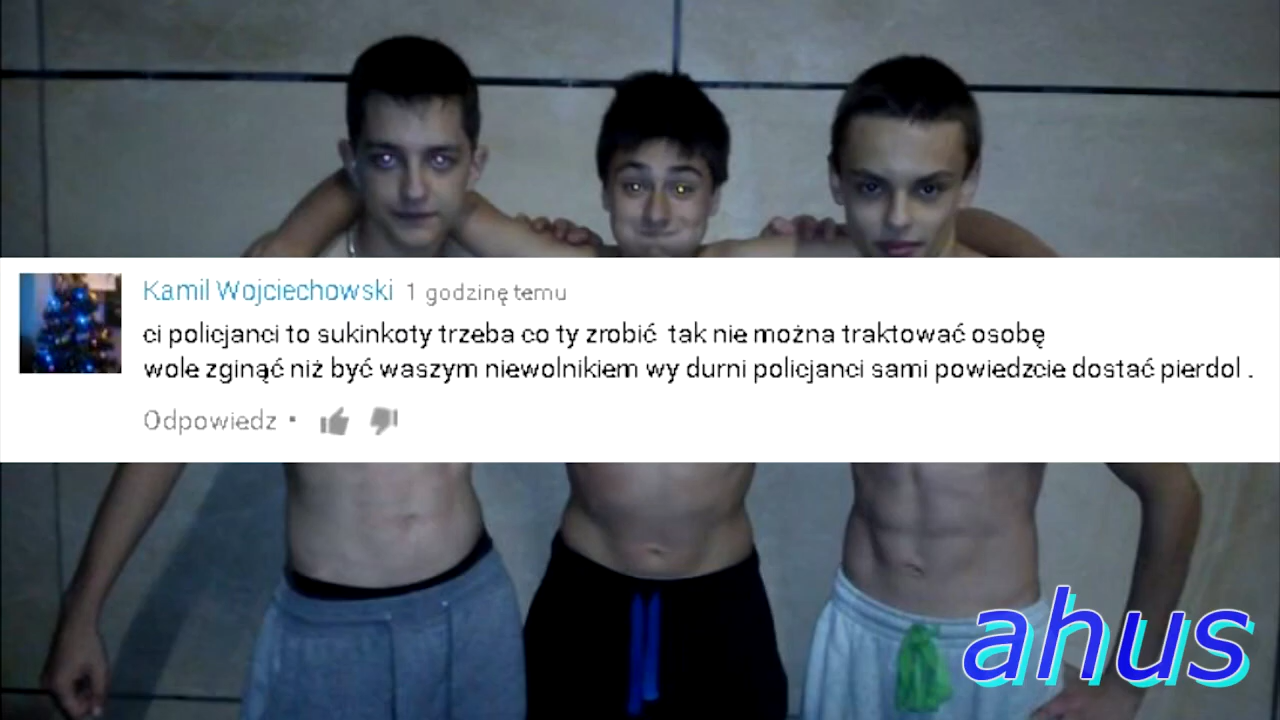 Kamil Wojciechowski 1 godzinę temu
ci policjanci to sukinkoty trzeba co ty zrobić tak nie można traktować osobę
wole zginąć niż być waszym niewolnikiem wy durni policjanci sami powiedzcie dostać pierdol .
Odpowiedz •
ahus